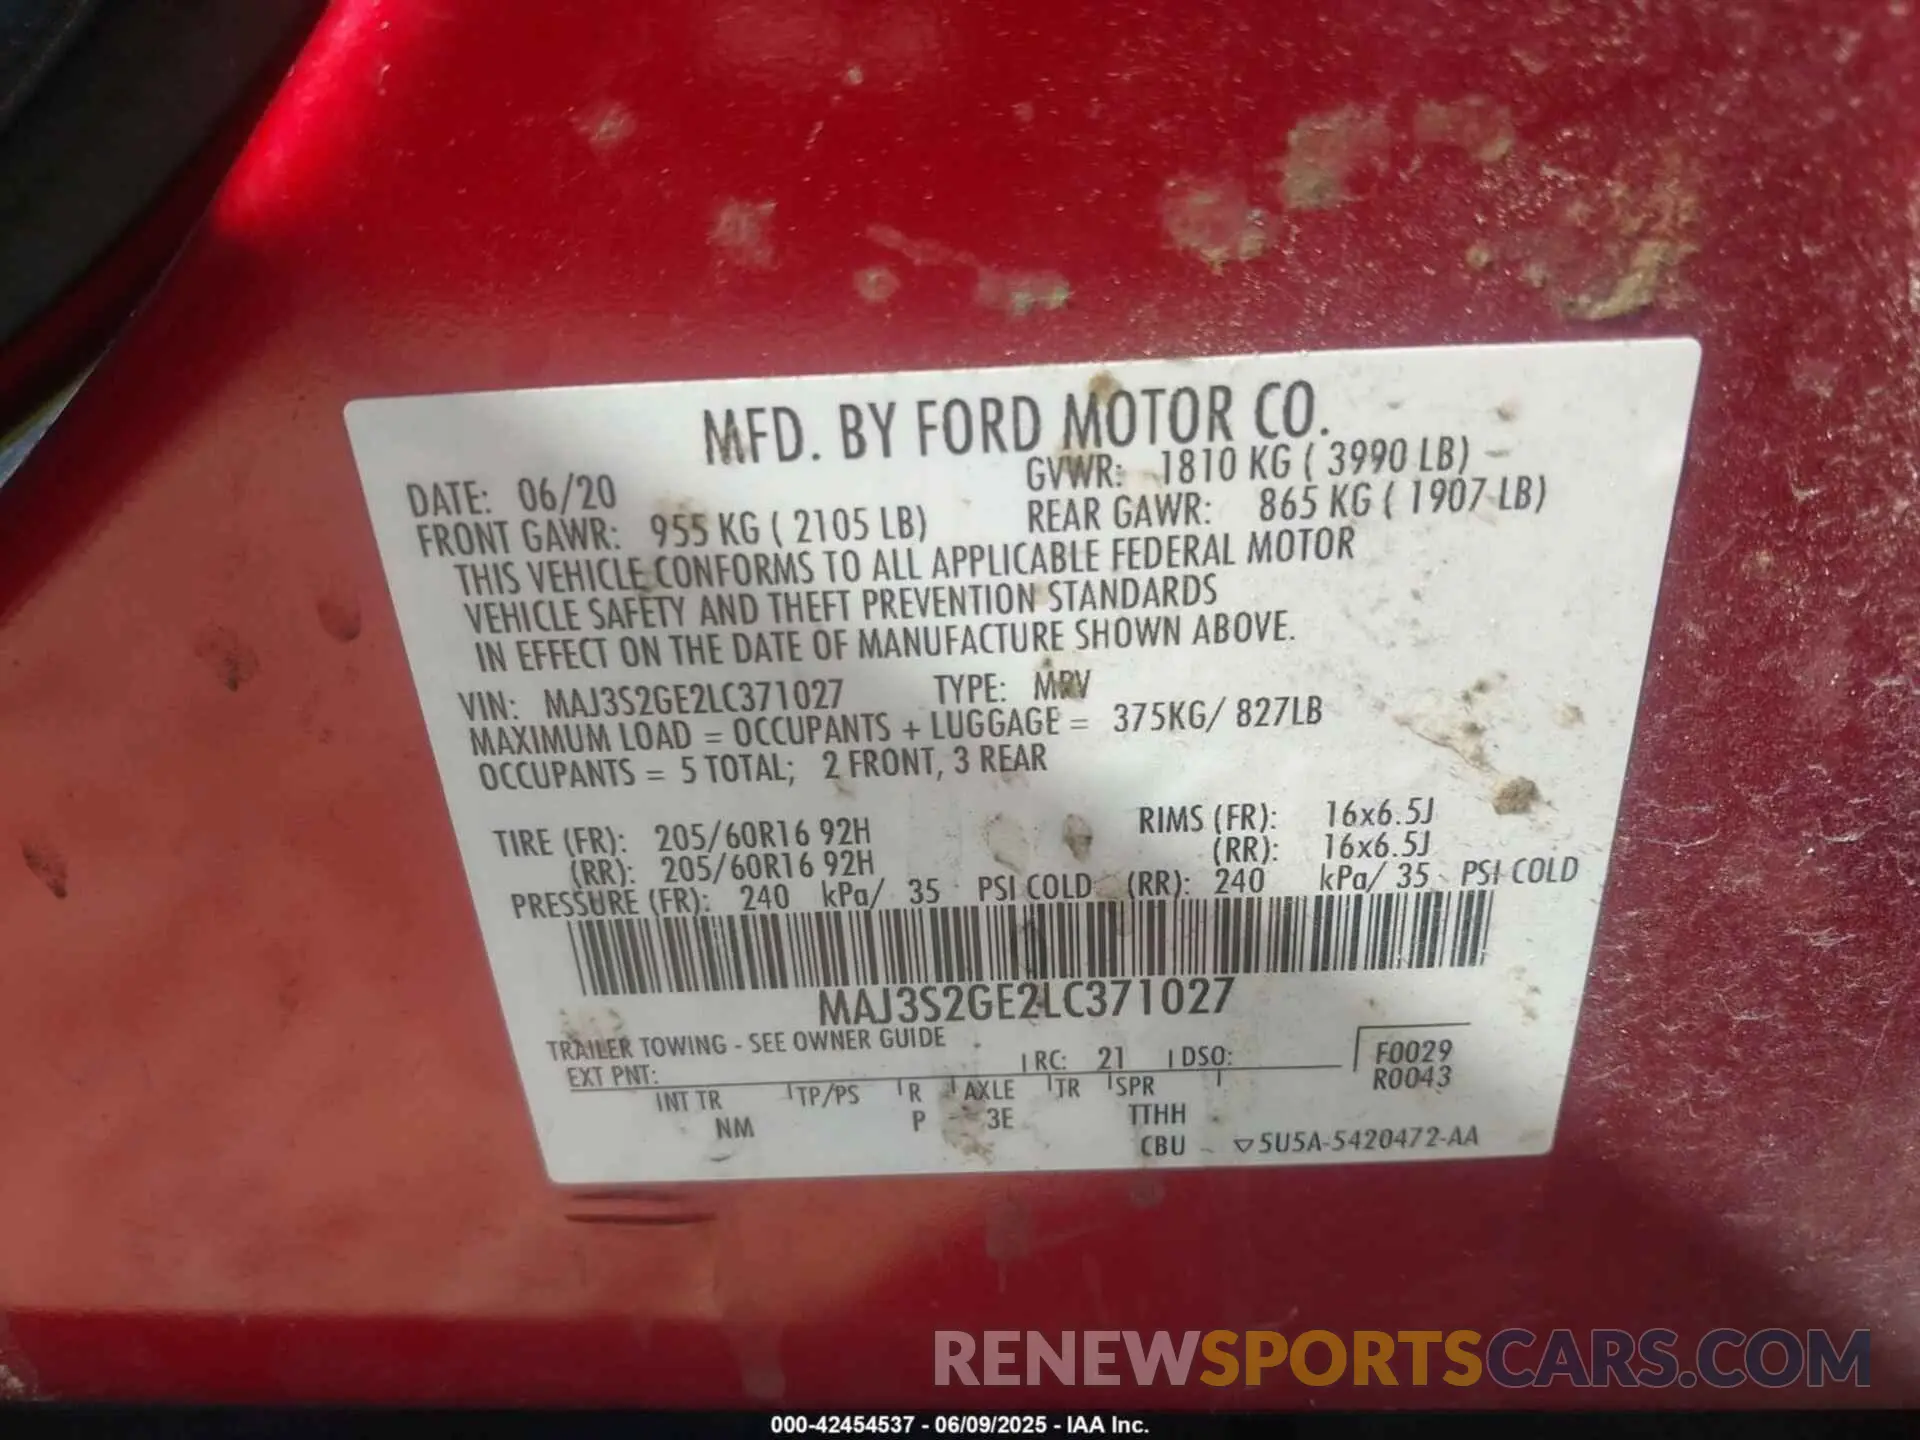 MFD. BY FORD MOTOR CO.
DATE: 06/20 GVWR: 1810 KG ( 3990 LB)
FRONT GAWR: 955 KG ( 2105 LB) REAR GAWR: 865 KG ( 1907 LB)
THIS VEHICLE CONFORMS TO ALL APPLICABLE FEDERAL MOTOR
VEHICLE SAFETY AND THEFT PREVENTION STANDARDS
IN EFFECT ON THE DATE OF MANUFACTURE SHOWN ABOVE.
VIN: MAJ3S2GE2LC371027 TYPE: MPV
MAXIMUM LOAD = OCCUPANTS + LUGGAGE = 375KG/ 827LB
OCCUPANTS = 5 TOTAL; 2 FRONT, 3 REAR
TIRE (FR): 205/60R16 92H RIMS (FR): 16x6.5J
(RR): 205/60R16 92H (RR): 16x6.5J
PRESSURE (FR): 240 kPa/ 35 PSI COLD (RR): 240 kPa/ 35 PSI COLD
MAJ3S2GE2LC371027
TRAILER TOWING - SEE OWNER GUIDE
EXT PNT: RC: 21 DSO: F0029
R0043
INT TR TP/PS R AXLE TR SPR
NM P 3E TTHH
CBU ▽5U5A-5420472-AA
RENEWSPORTSCARS.COM
000-42454537 - 06/09/2025 - IAA Inc.